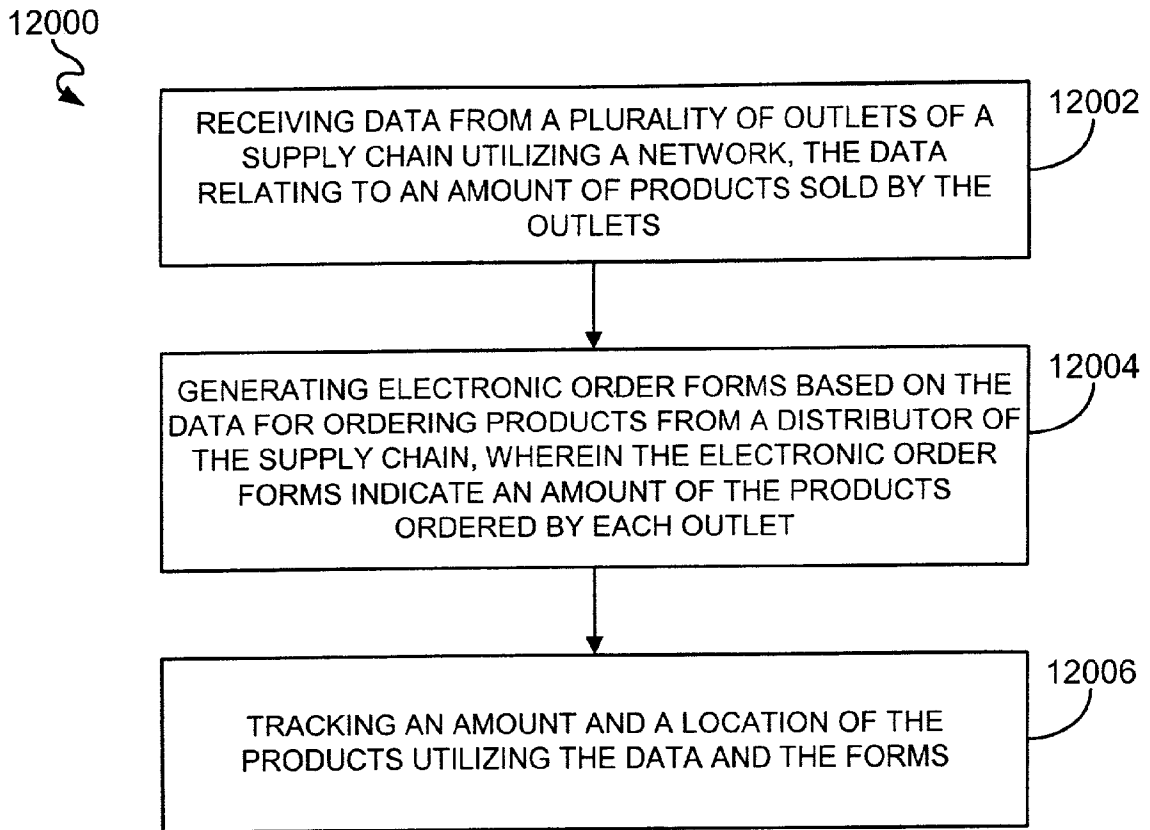 12000
RECEIVING DATA FROM A PLURALITY OF OUTLETS OF A
SUPPLY CHAIN UTILIZING A NETWORK, THE DATA
RELATING TO AN AMOUNT OF PRODUCTS SOLD BY THE
OUTLETS
12002
GENERATING ELECTRONIC ORDER FORMS BASED ON THE
DATA FOR ORDERING PRODUCTS FROM A DISTRIBUTOR OF
THE SUPPLY CHAIN, WHEREIN THE ELECTRONIC ORDER
FORMS INDICATE AN AMOUNT OF THE PRODUCTS
ORDERED BY EACH OUTLET
12004
TRACKING AN AMOUNT AND A LOCATION OF THE
PRODUCTS UTILIZING THE DATA AND THE FORMS
12006